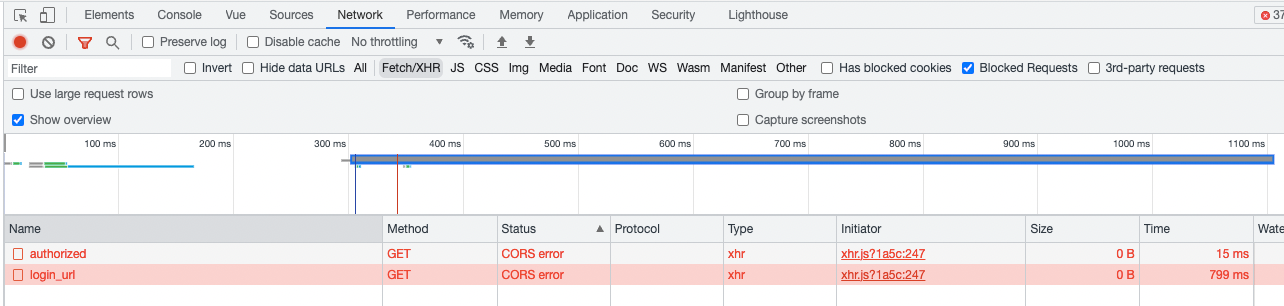 Elements Console Vue Sources Network Performance Memory Application Security Lighthouse 37
Preserve log Disable cache No throttling
Filter Invert Hide data URLs All Fetch/XHR JS CSS Img Media Font Doc WS Wasm Manifest Other Has blocked cookies Blocked Requests 3rd-party requests
Use large request rows Group by frame
Show overview Capture screenshots
100 ms 200 ms 300 ms 400 ms 500 ms 600 ms 700 ms 800 ms 900 ms 1000 ms 1100 ms
Name Method Status Protocol Type Initiator Size Time Wate
authorized GET CORS error xhr xhr.js?1a5c:247 0 B 15 ms
login_url GET CORS error xhr xhr.js?1a5c:247 0 B 799 ms